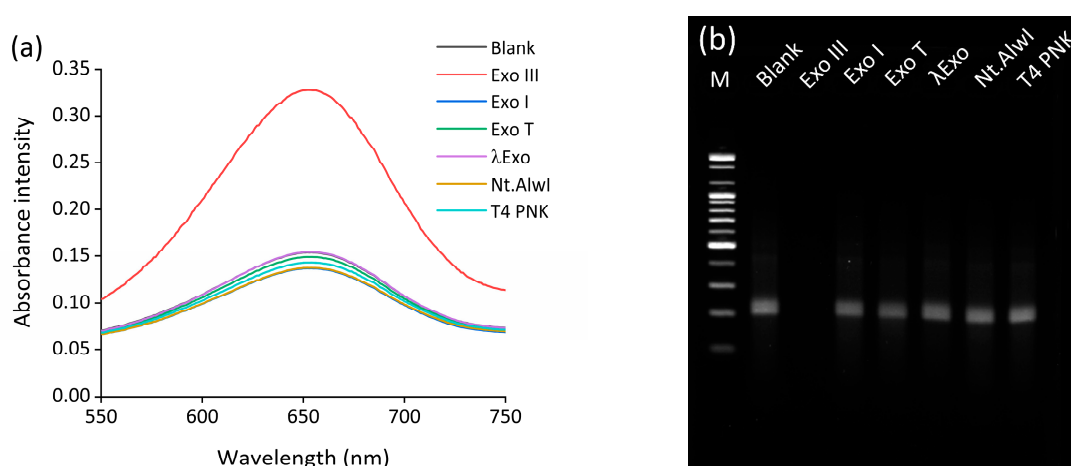 (a)
Absorbance intensity
0.35
0.30
0.25
0.20
0.15
0.10
0.05
0.00
550
600
650
700
750
Wavelength (nm)
Blank
Exo III
Exo I
Exo T
λExo
Nt.AlwI
T4 PNK
(b)
M
Blank
Exo III
Exo I
Exo T
λExo
Nt.AlwI
T4 PNK